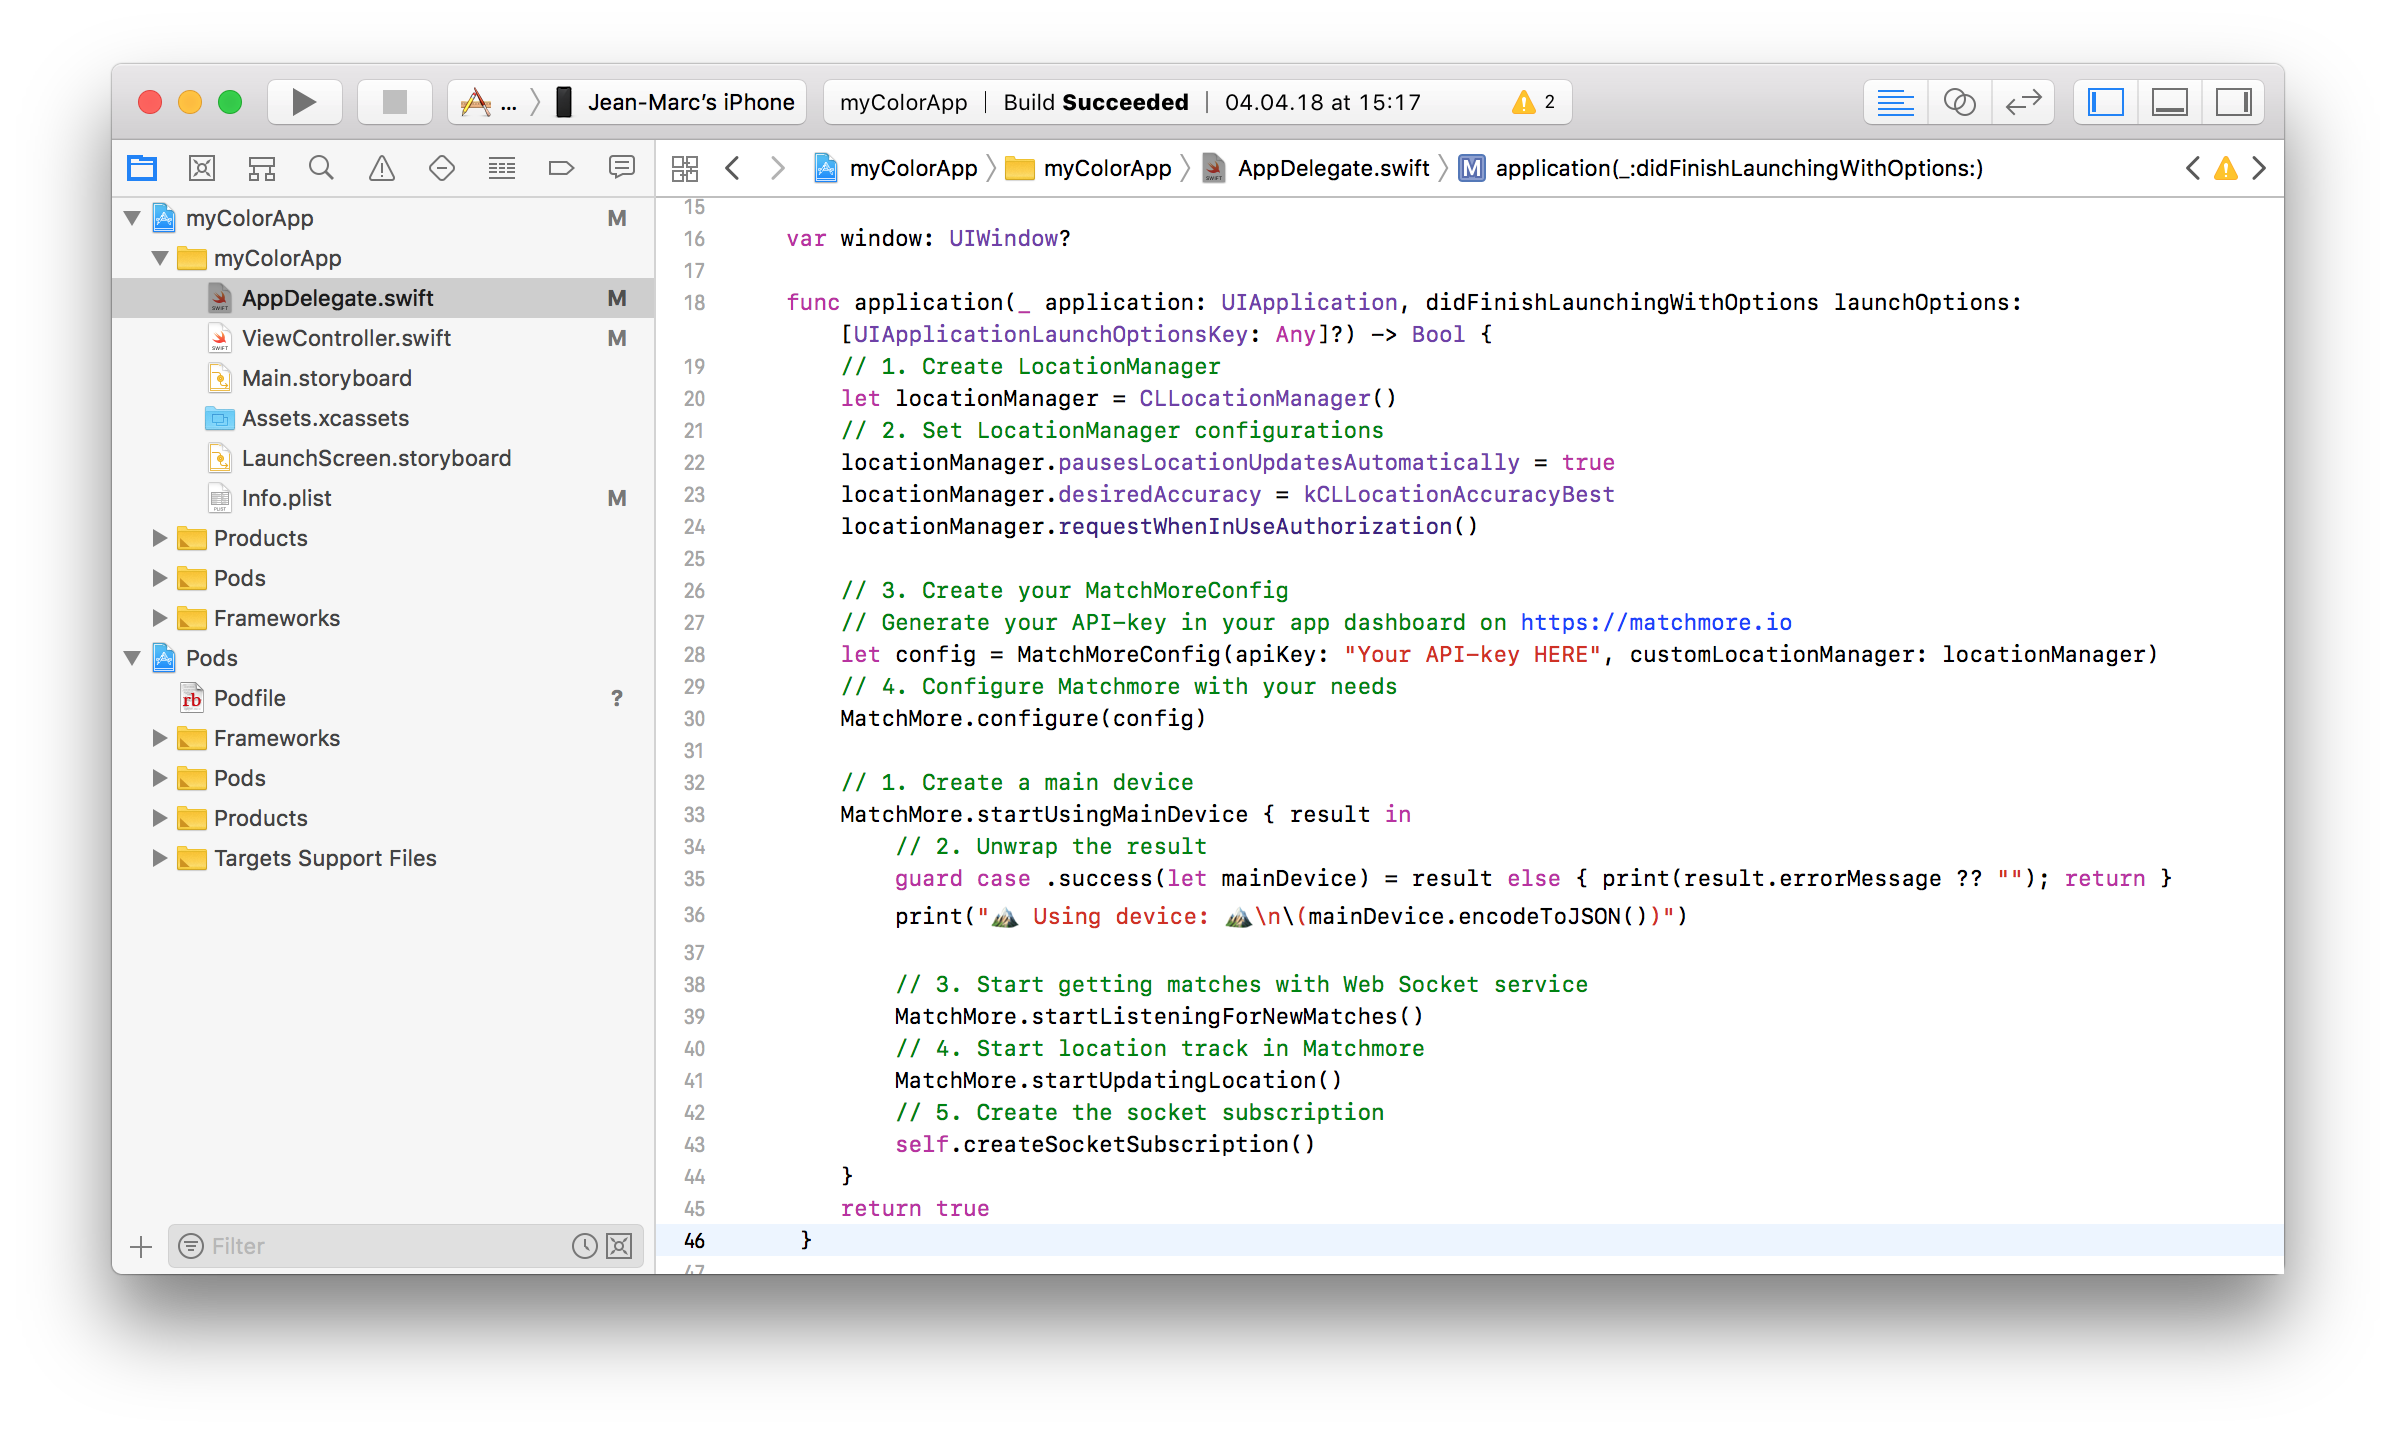 ... Jean-Marc’s iPhone
myColorApp | Build Succeeded | 04.04.18 at 15:17 2
myColorApp myColorApp AppDelegate.swift M application(_:didFinishLaunchingWithOptions:)
myColorApp M
myColorApp
AppDelegate.swift M
ViewController.swift M
Main.storyboard
Assets.xcassets
LaunchScreen.storyboard
Info.plist M
Products
Pods
Frameworks
Pods
rb Podfile ?
Frameworks
Pods
Products
Targets Support Files
Filter
15
16 var window: UIWindow?
17
18 func application(_ application: UIApplication, didFinishLaunchingWithOptions launchOptions:
[UIApplicationLaunchOptionsKey: Any]?) -> Bool {
19 // 1. Create LocationManager
20 let locationManager = CLLocationManager()
21 // 2. Set LocationManager configurations
22 locationManager.pausesLocationUpdatesAutomatically = true
23 locationManager.desiredAccuracy = kCLLocationAccuracyBest
24 locationManager.requestWhenInUseAuthorization()
25
26 // 3. Create your MatchMoreConfig
27 // Generate your API-key in your app dashboard on https://matchmore.io
28 let config = MatchMoreConfig(apiKey: "Your API-key HERE", customLocationManager: locationManager)
29 // 4. Configure Matchmore with your needs
30 MatchMore.configure(config)
31
32 // 1. Create a main device
33 MatchMore.startUsingMainDevice { result in
34 // 2. Unwrap the result
35 guard case .success(let mainDevice) = result else { print(result.errorMessage ?? ""); return }
36 print("🏔 Using device: 🏔\n\(mainDevice.encodeToJSON())")
37
38 // 3. Start getting matches with Web Socket service
39 MatchMore.startListeningForNewMatches()
40 // 4. Start location track in Matchmore
41 MatchMore.startUpdatingLocation()
42 // 5. Create the socket subscription
43 self.createSocketSubscription()
44 }
45 return true
46 }
47